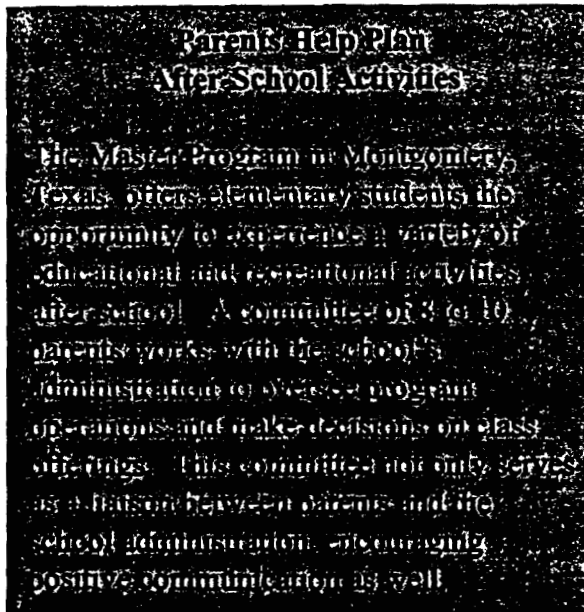 Parents Help Plan
After-School Activities
The Master Program in Montgomery,
Texas, offers elementary students the
opportunity to experience a variety of
educational and recreational activities
after school. A committee of 8 to 10
parents works with the school's
administration to oversee program
operations and make decisions on class
offerings. This committee not only serves
as a liaison between parents and the
school administration, encouraging
positive communication as well